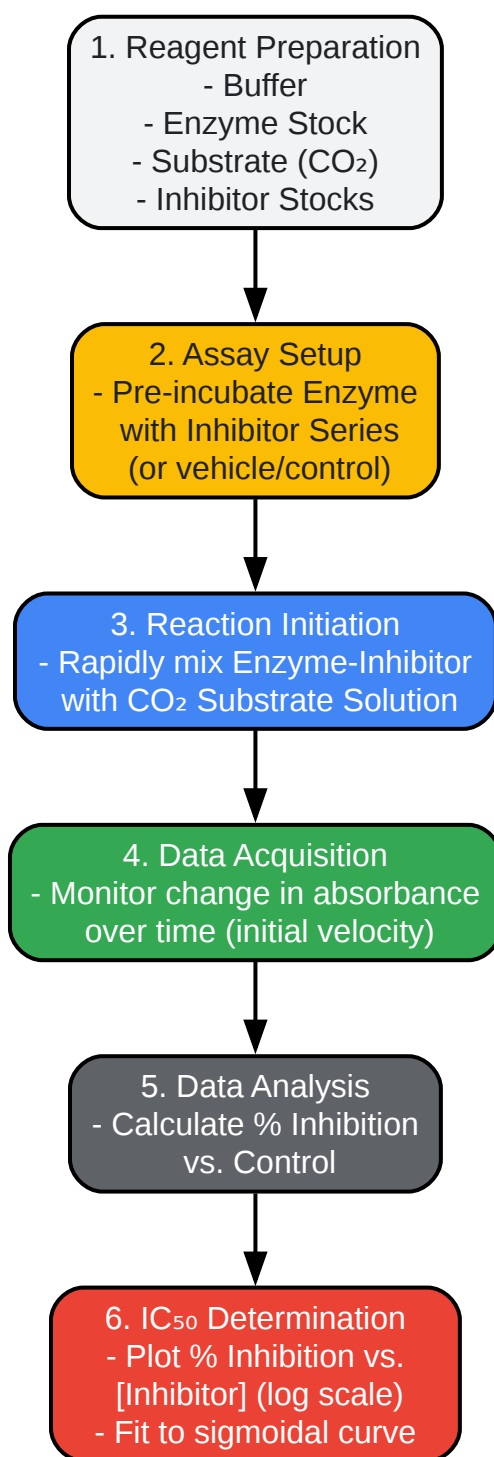 1. Reagent Preparation
- Buffer
- Enzyme Stock
- Substrate (CO₂)
- Inhibitor Stocks
2. Assay Setup
- Pre-incubate Enzyme
with Inhibitor Series
(or vehicle/control)
3. Reaction Initiation
- Rapidly mix Enzyme-Inhibitor
with CO₂ Substrate Solution
4. Data Acquisition
- Monitor change in absorbance
over time (initial velocity)
5. Data Analysis
- Calculate % Inhibition
vs. Control
6. IC₅₀ Determination
- Plot % Inhibition vs.
[Inhibitor] (log scale)
- Fit to sigmoidal curve